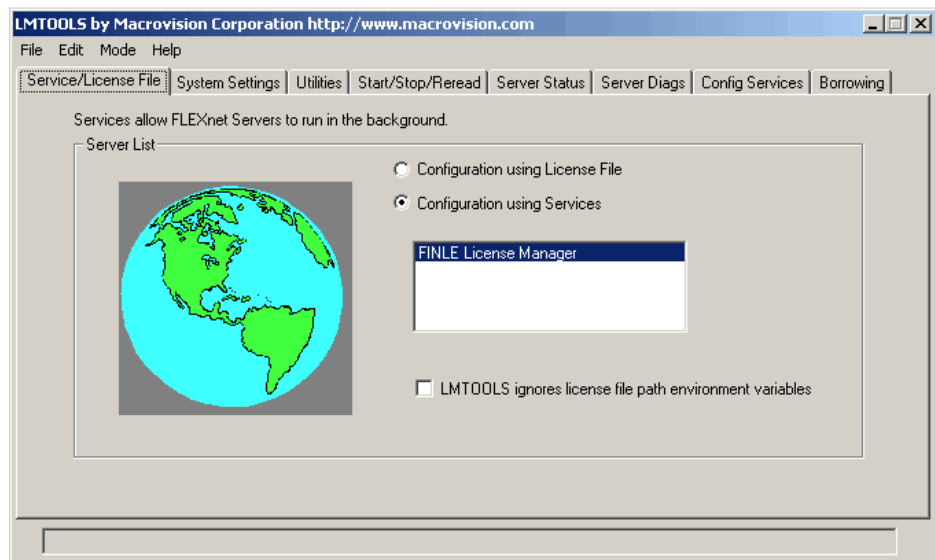 LMTOOLS by Macrovision Corporation http://www.macrovision.com
File Edit Mode Help
Service/License File System Settings Utilities Start/Stop/Reread Server Status Server Diags Config Services Borrowing
Services allow FLEXnet Servers to run in the background.
Server List
Configuration using License File
Configuration using Services
FINLE License Manager
LMTOOLS ignores license file path environment variables